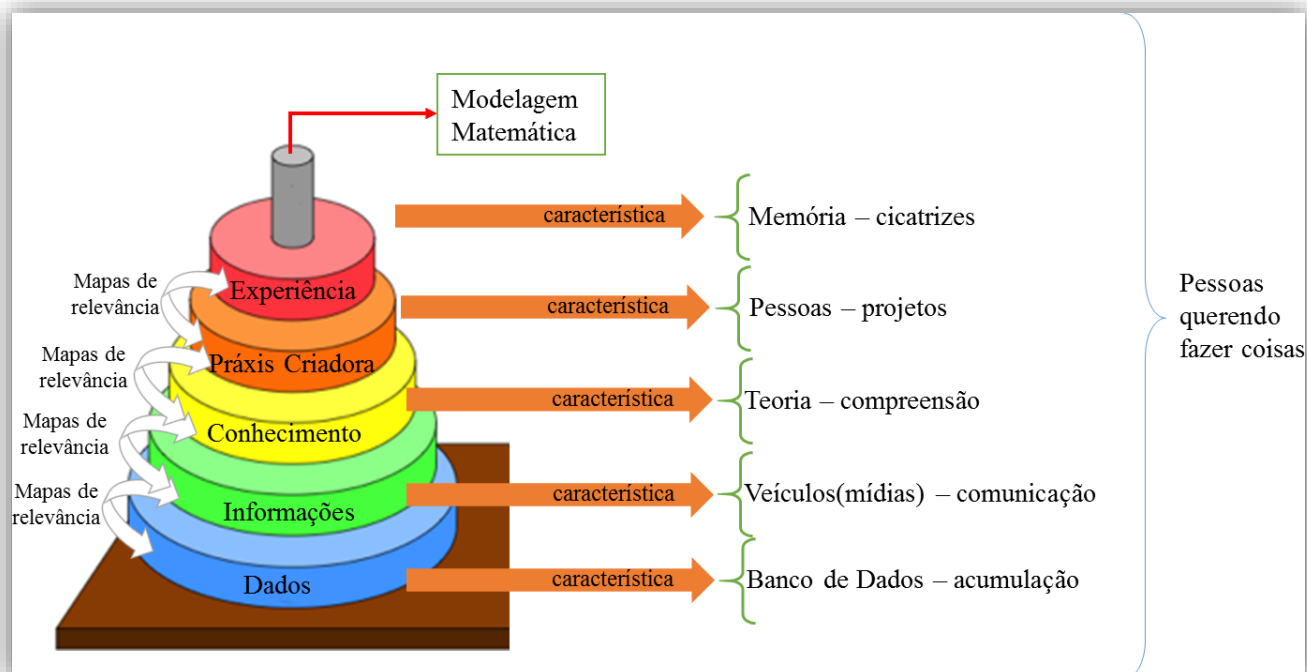 Modelagem
Matemática
característica
Memória – cicatrizes
Mapas de
relevância
Experiência
característica
Pessoas – projetos
Pessoas
querendo
fazer coisas
Mapas de
relevância
Práxis Criadora
característica
Teoria – compreensão
Mapas de
relevância
Conhecimento
característica
Veículos(mídias) – comunicação
Mapas de
relevância
Informações
característica
Banco de Dados – acumulação
Dados